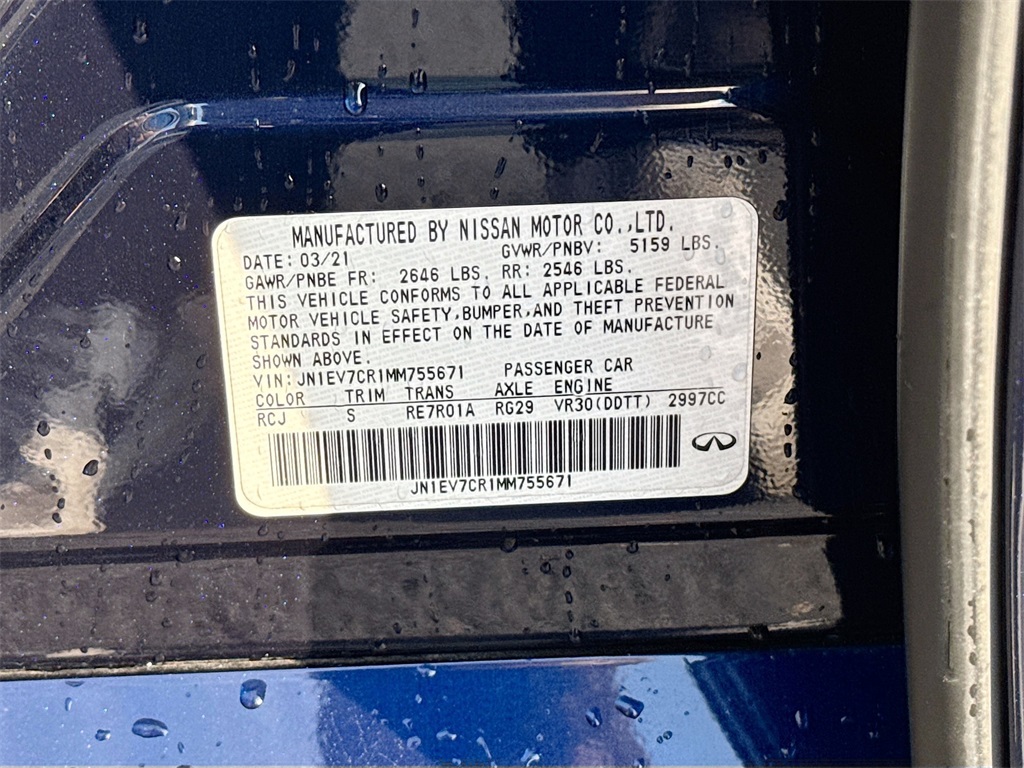 MANUFACTURED BY NISSAN MOTOR CO.,LTD.
DATE: 03/21 GVWR/PNBV: 5159 LBS.
GAWR/PNBE FR: 2646 LBS. RR: 2546 LBS.
THIS VEHICLE CONFORMS TO ALL APPLICABLE FEDERAL
MOTOR VEHICLE SAFETY,BUMPER,AND THEFT PREVENTION
STANDARDS IN EFFECT ON THE DATE OF MANUFACTURE
SHOWN ABOVE.
VIN:JN1EV7CR1MM755671 PASSENGER CAR
COLOR TRIM TRANS AXLE ENGINE
RCJ S RE7R01A RG29 VR30(DDTT) 2997CC
JN1EV7CR1MM755671